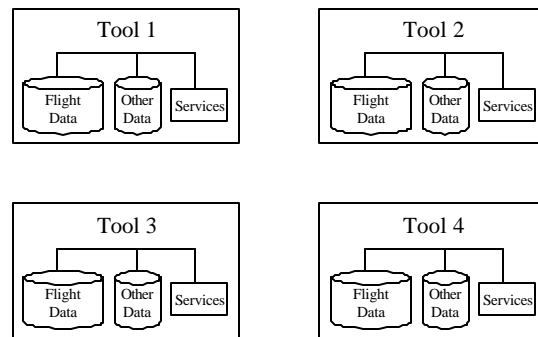 Tool 1
Flight
Data
Other
Data
Services
Tool 2
Flight
Data
Other
Data
Services
Tool 3
Flight
Data
Other
Data
Services
Tool 4
Flight
Data
Other
Data
Services